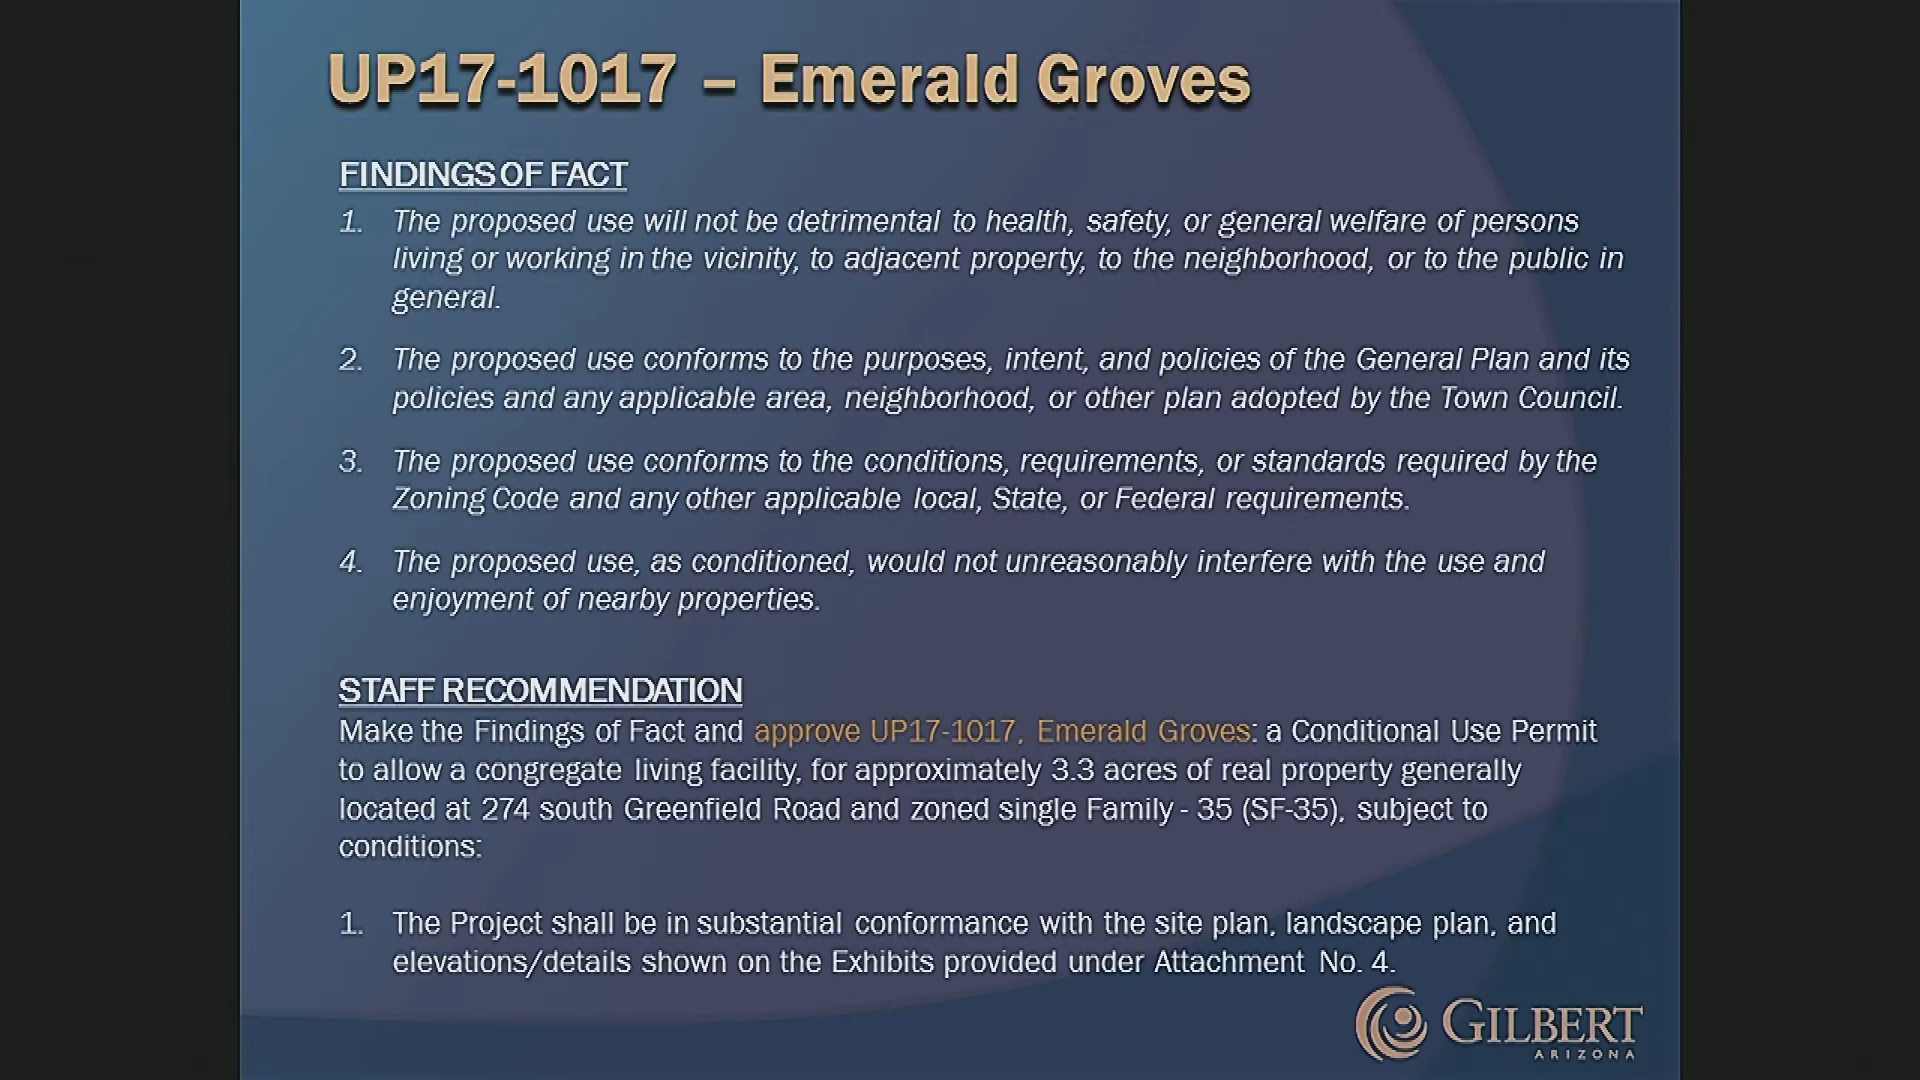 UP17-1017 – Emerald Groves
FINDINGS OF FACT
1. The proposed use will not be detrimental to health, safety, or general welfare of persons
living or working in the vicinity, to adjacent property, to the neighborhood, or to the public in
general.
2. The proposed use conforms to the purposes, intent, and policies of the General Plan and its
policies and any applicable area, neighborhood, or other plan adopted by the Town Council.
3. The proposed use conforms to the conditions, requirements, or standards required by the
Zoning Code and any other applicable local, State, or Federal requirements.
4. The proposed use, as conditioned, would not unreasonably interfere with the use and
enjoyment of nearby properties.
STAFF RECOMMENDATION
Make the Findings of Fact and approve UP17-1017, Emerald Groves: a Conditional Use Permit
to allow a congregate living facility, for approximately 3.3 acres of real property generally
located at 274 south Greenfield Road and zoned single Family - 35 (SF-35), subject to
conditions:
1. The Project shall be in substantial conformance with the site plan, landscape plan, and
elevations/details shown on the Exhibits provided under Attachment No. 4.
GILBERT
ARIZONA